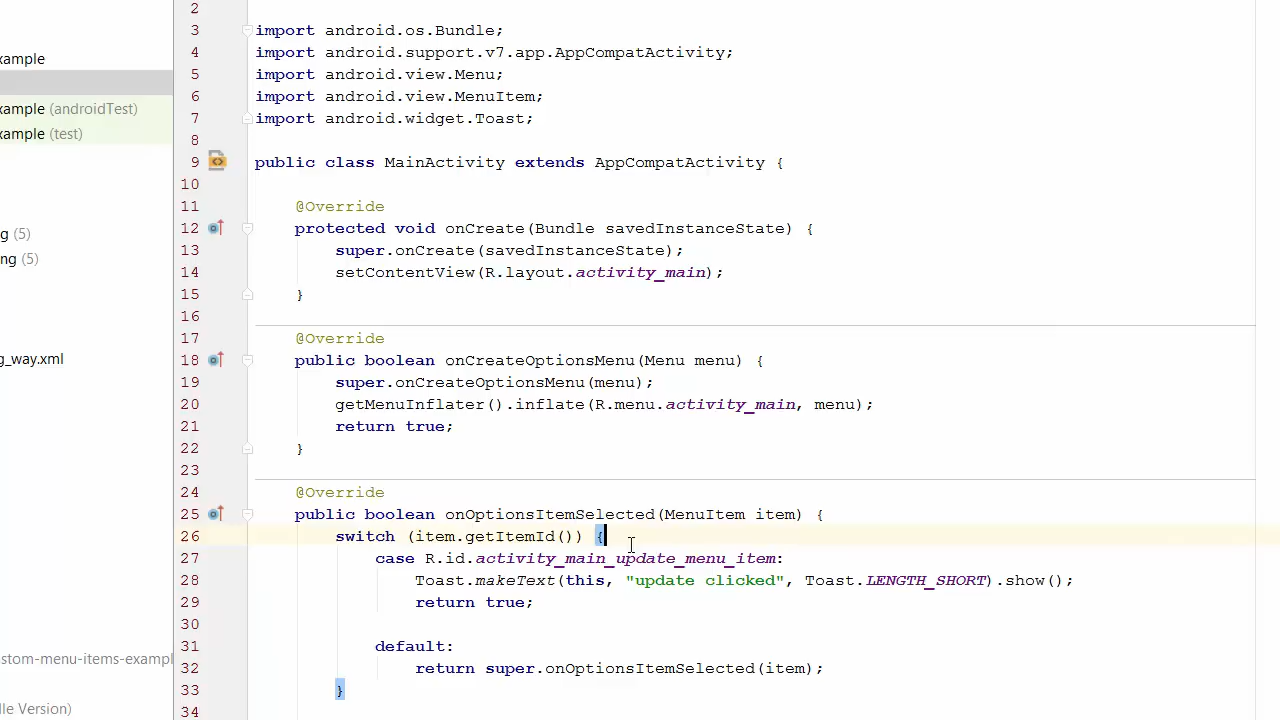 xample
xample (androidTest)
xample (test)
g (5)
ng (5)
g_way.xml
stom-menu-items-exampl
lle Version)
2
3 import android.os.Bundle;
4 import android.support.v7.app.AppCompatActivity;
5 import android.view.Menu;
6 import android.view.MenuItem;
7 import android.widget.Toast;
8
9 public class MainActivity extends AppCompatActivity {
10
11 @Override
12 protected void onCreate(Bundle savedInstanceState) {
13 super.onCreate(savedInstanceState);
14 setContentView(R.layout.activity_main);
15 }
16
17 @Override
18 public boolean onCreateOptionsMenu(Menu menu) {
19 super.onCreateOptionsMenu(menu);
20 getMenuInflater().inflate(R.menu.activity_main, menu);
21 return true;
22 }
23
24 @Override
25 public boolean onOptionsItemSelected(MenuItem item) {
26 switch (item.getItemId()) {
27 case R.id.activity_main_update_menu_item:
28 Toast.makeText(this, "update clicked", Toast.LENGTH_SHORT).show();
29 return true;
30
31 default:
32 return super.onOptionsItemSelected(item);
33 }
34